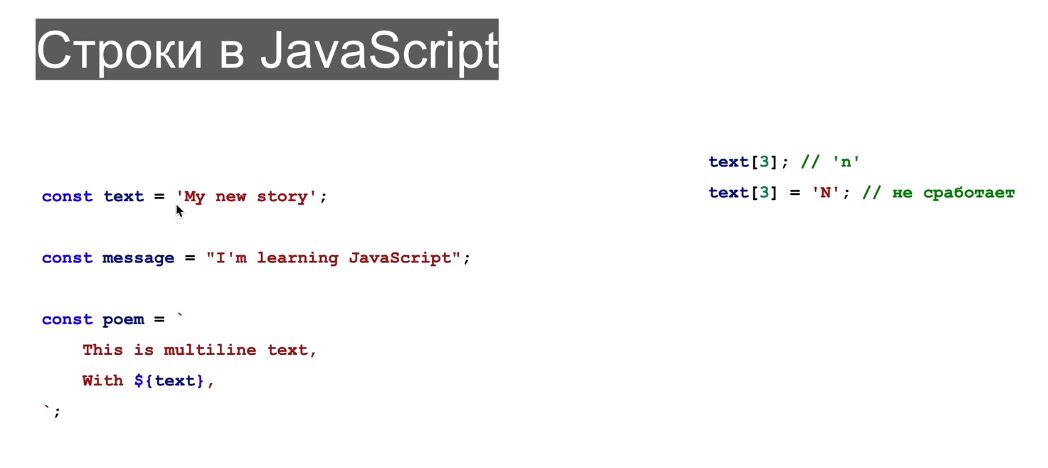 Строки в JavaScript
const text = 'My new story';
const message = "I'm learning JavaScript";
const poem = `
    This is multiline text,
    With ${text},
`;
text[3]; // 'n'
text[3] = 'N'; // не сработает